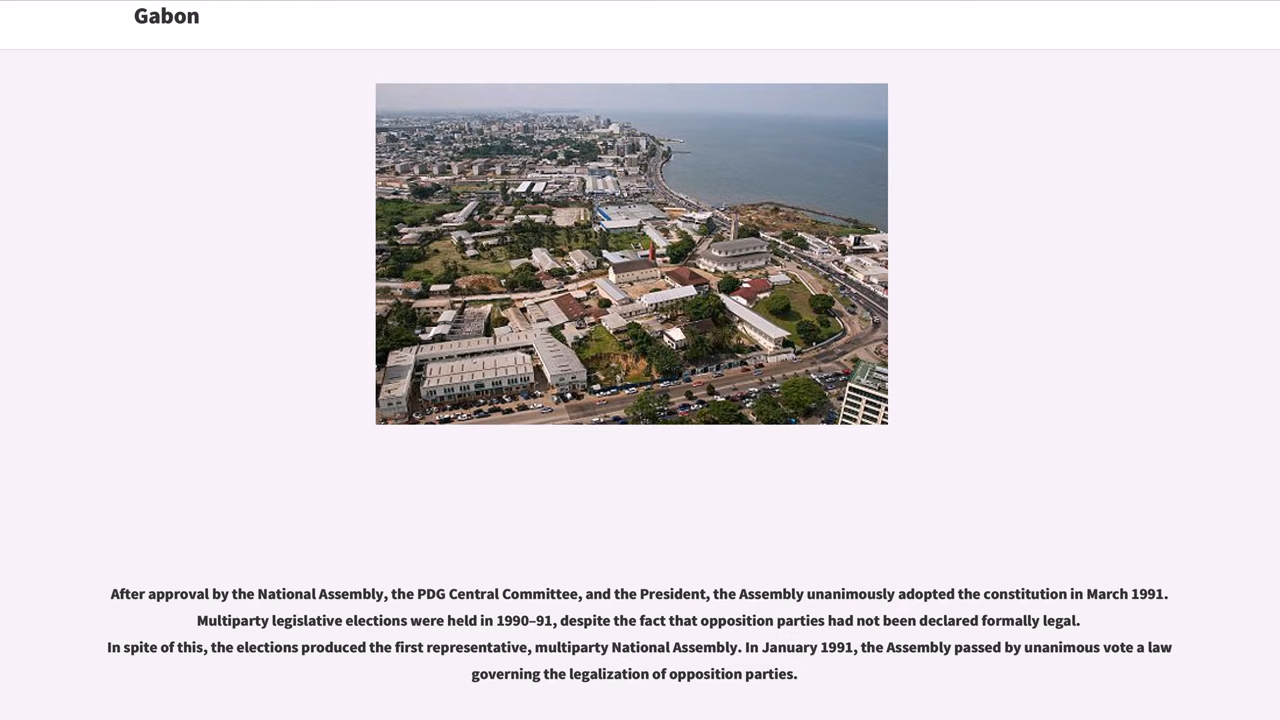 Gabon
After approval by the National Assembly, the PDG Central Committee, and the President, the Assembly unanimously adopted the constitution in March 1991.
Multiparty legislative elections were held in 1990–91, despite the fact that opposition parties had not been declared formally legal.
In spite of this, the elections produced the first representative, multiparty National Assembly. In January 1991, the Assembly passed by unanimous vote a law
governing the legalization of opposition parties.